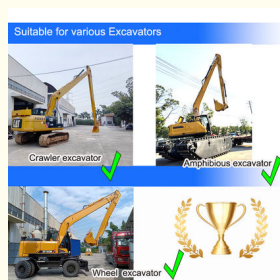 Suitable for various Excavators
Crawler excavator
Amphibious excavator
Wheel excavator